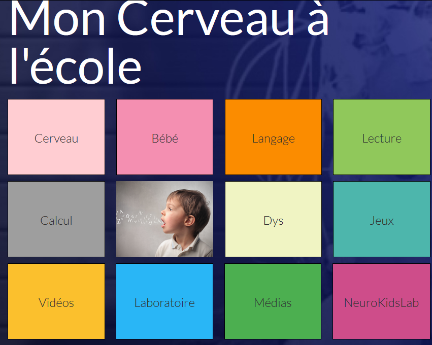 Mon Cerveau à
l'école
Cerveau
Bébé
Langage
Lecture
Calcul
Dys
Jeux
Vidéos
Laboratoire
Médias
NeuroKidsLab